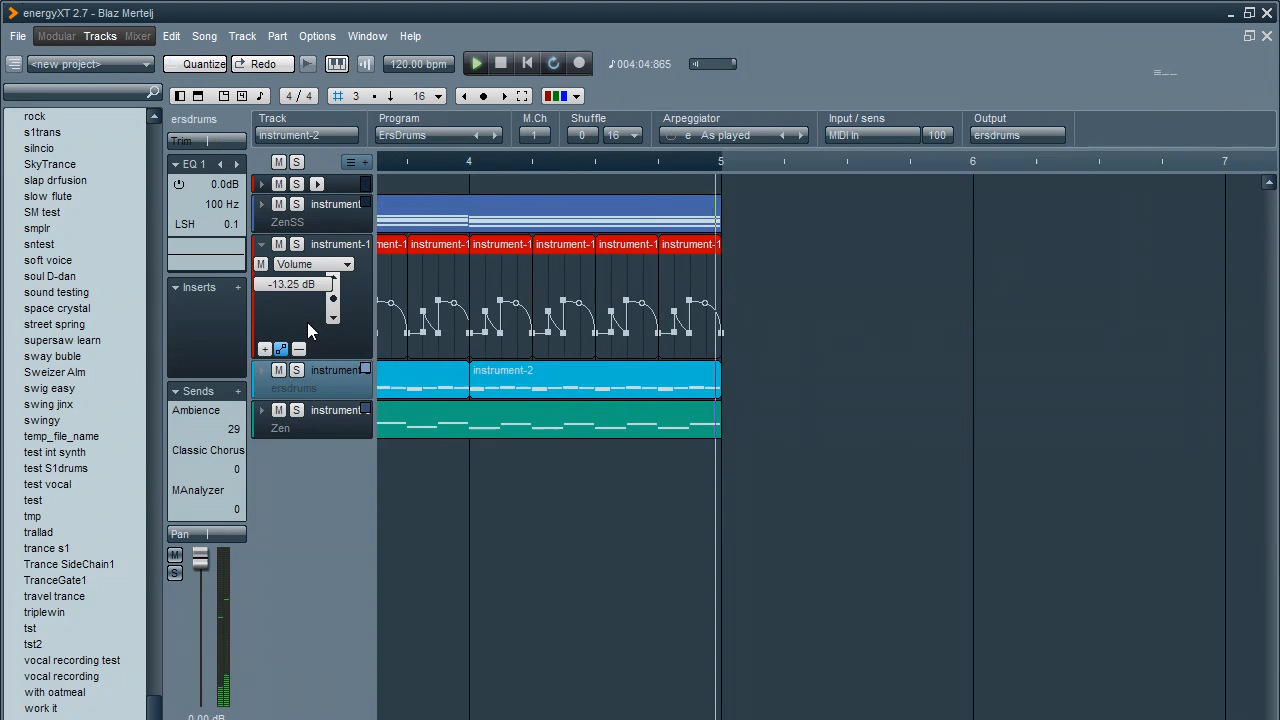 energyXT 2.7 - Blaz Mertelj
File Modular Tracks Mixer Edit Song Track Part Options Window Help
<new project> Quantize Redo 120.00 bpm 004:04:865
4 / 4 3 16
ersdrums Track Program M.Ch Shuffle Arpeggiator Input / sens Output
Trim instrument-2 ErsDrums 1 0 16 e As played MIDI in 100 ersdrums
rock
s1trans
silncio
SkyTrance
slap drfusion
slow flute
SM test
smplr
sntest
soft voice
soul D-dan
sound testing
space crystal
street spring
supersaw learn
sway buble
Sweizer Alm
swig easy
swing jinx
swingy
temp_file_name
test int synth
test S1drums
test vocal
test
tmp
trallad
trance s1
Trance SideChain1
TranceGate1
travel trance
triplewin
tst
tst2
vocal recording test
vocal recording
with oatmeal
work it
EQ 1
0.0dB
100 Hz
LSH 0.1
Inserts +
Sends +
Ambience
29
Classic Chorus
0
MAnalyzer
0
Pan
M
S
0.00 dB
M S +
4 5 6 7
M S
M S instrument
ZenSS
M S instrument-1
M Volume
-13.25 dB
+
ment-1 instrument-1 instrument-1 instrument-1 instrument-1 instrument-1
M S instrument-
ersdrums
instrument-2
M S instrument-
Zen